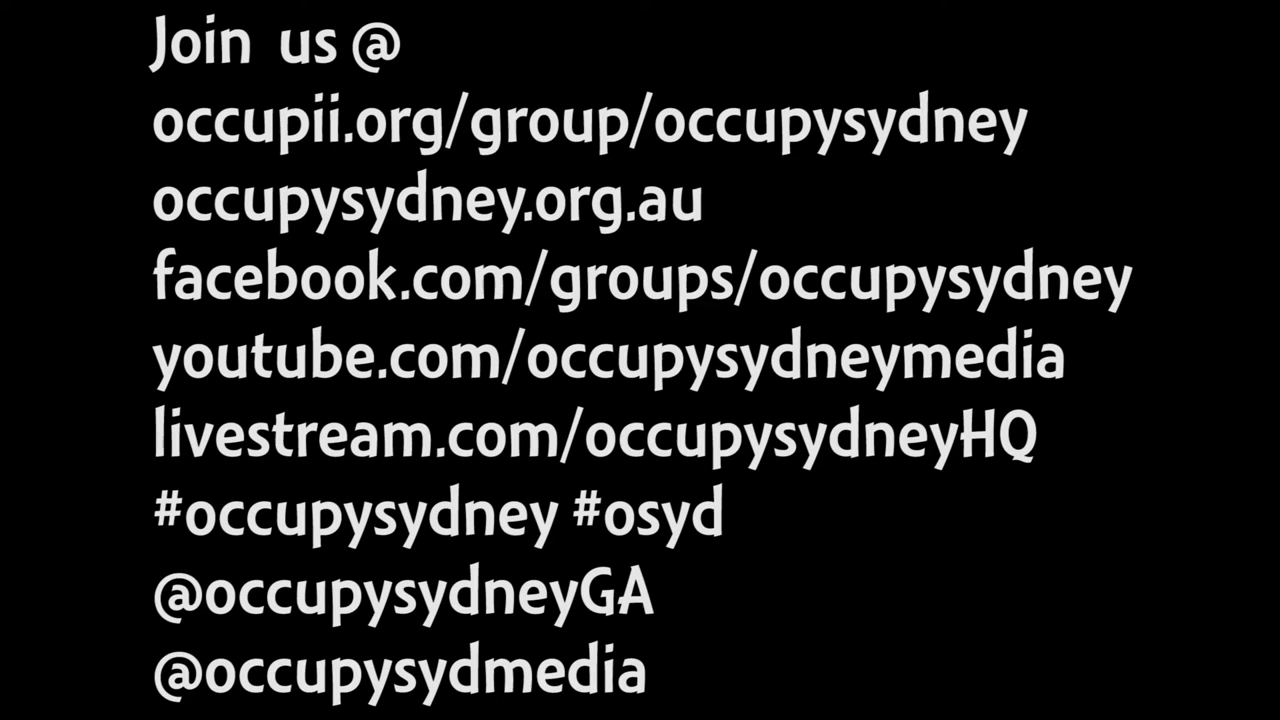 Join us @
occupii.org/group/occupysydney
occupysydney.org.au
facebook.com/groups/occupysydney
youtube.com/occupysydneymedia
livestream.com/occupysydneyHQ
#occupysydney #osyd
@occupysydneyGA
@occupysydmedia